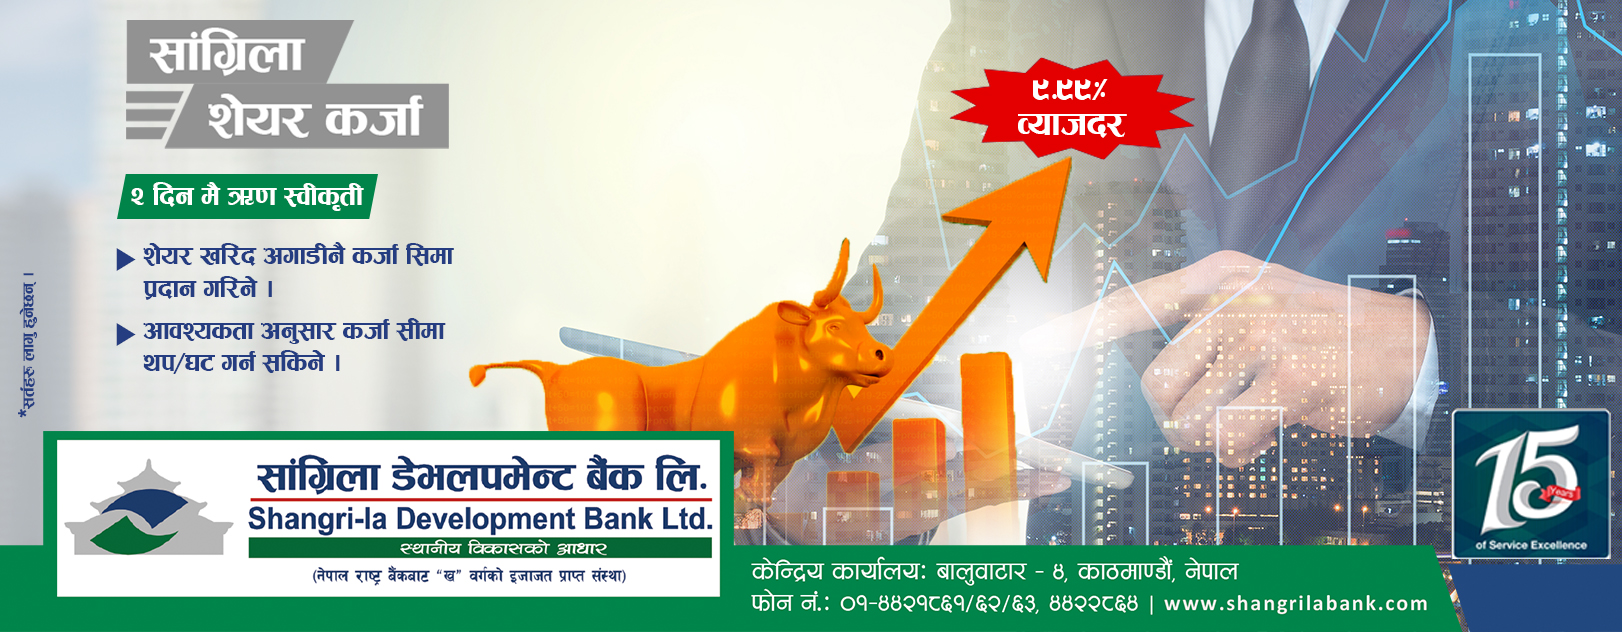 सांग्रिला
शेयर कर्जा
२ दिन मै ऋण स्वीकृती
शेयर खरिद अगाडीनै कर्जा सिमा
प्रदान गरिने ।
आवश्यकता अनुसार कर्जा सीमा
थप/घट गर्न सकिने ।
*सर्तहरु लागु हुनेछन् ।
९.९९%
व्याजदर
सांग्रिला डेभलपमेन्ट बैंक लि.
Shangri-la Development Bank Ltd.
स्थानीय विकासको आधार
(नेपाल राष्ट्र बैंकबाट “ख” वर्गको इजाजत प्राप्त संस्था)
15
Years
of Service Excellence
केन्द्रिय कार्यालय: बालुवाटार - ४, काठमाण्डौं, नेपाल
फोन नं.: ०१-४४२१८६१/६२/६३, ४४२२८६४ | www.shangrilabank.com